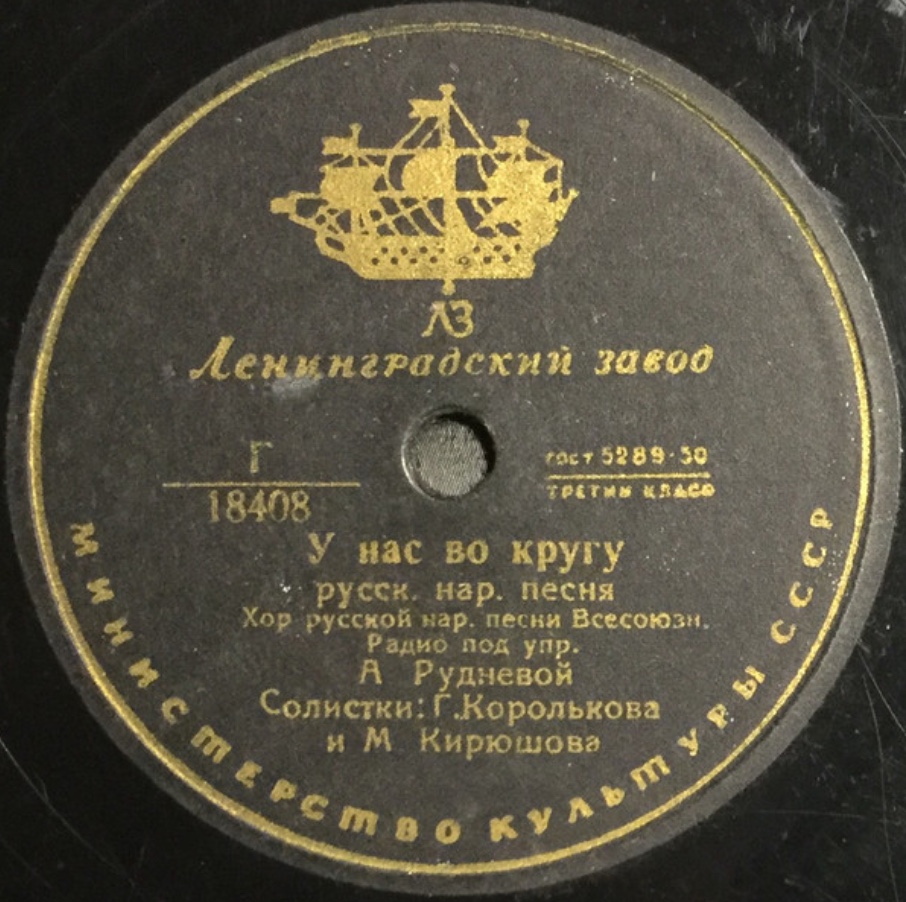 ЛЗ
Ленинградский завод
Г
18408
ГОСТ 5289-50
ТРЕТИЙ КЛАСС
У нас во кругу
русск. нар. песня
Хор русской нар. песни Всесоюзн.
Радио под упр.
А Рудневой
Солистки: Г.Королькова
и М Кирюшова
МИНИСТЕРСТВО КУЛЬТУРЫ СССР